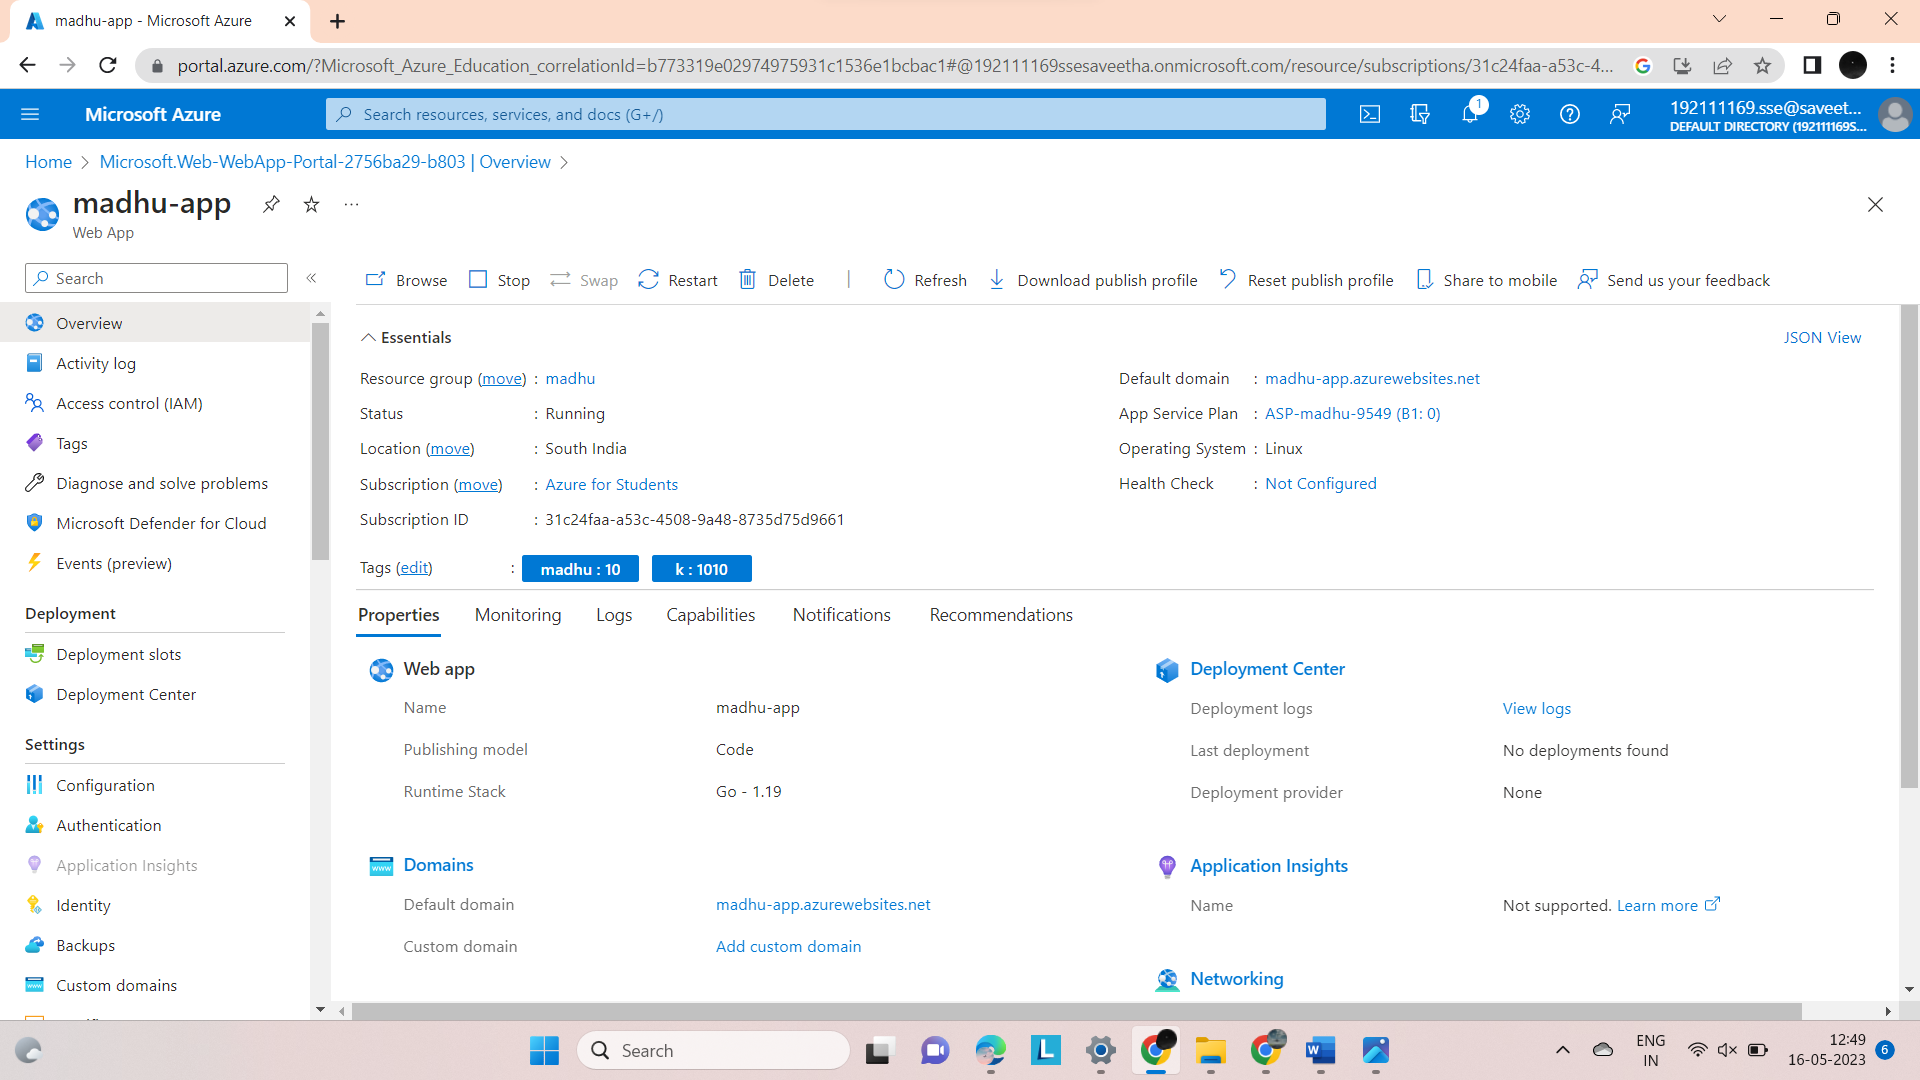 madhu-app - Microsoft Azure
portal.azure.com/?Microsoft_Azure_Education_correlationId=b773319e02974975931c1536e1bcbac1#@192111169ssesaveetha.onmicrosoft.com/resource/subscriptions/31c24faa-a53c-4...
Microsoft Azure
Search resources, services, and docs (G+/)
1
192111169.sse@saveet...
DEFAULT DIRECTORY (192111169S...
Home > Microsoft.Web-WebApp-Portal-2756ba29-b803 | Overview >
madhu-app
Web App
Search
Browse Stop Swap Restart Delete | Refresh Download publish profile Reset publish profile Share to mobile Send us your feedback
Overview
Activity log
Access control (IAM)
Tags
Diagnose and solve problems
Microsoft Defender for Cloud
Events (preview)
Deployment
Deployment slots
Deployment Center
Settings
Configuration
Authentication
Application Insights
Identity
Backups
Custom domains
Essentials
JSON View
Resource group (move) : madhu
Status : Running
Location (move) : South India
Subscription (move) : Azure for Students
Subscription ID : 31c24faa-a53c-4508-9a48-8735d75d9661
Default domain : madhu-app.azurewebsites.net
App Service Plan : ASP-madhu-9549 (B1: 0)
Operating System : Linux
Health Check : Not Configured
Tags (edit) : madhu : 10 k : 1010
Properties Monitoring Logs Capabilities Notifications Recommendations
Web app
Name madhu-app
Publishing model Code
Runtime Stack Go - 1.19
Domains
Default domain madhu-app.azurewebsites.net
Custom domain Add custom domain
Deployment Center
Deployment logs View logs
Last deployment No deployments found
Deployment provider None
Application Insights
Name Not supported. Learn more
Networking
Search
ENG
IN
12:49
16-05-2023
6